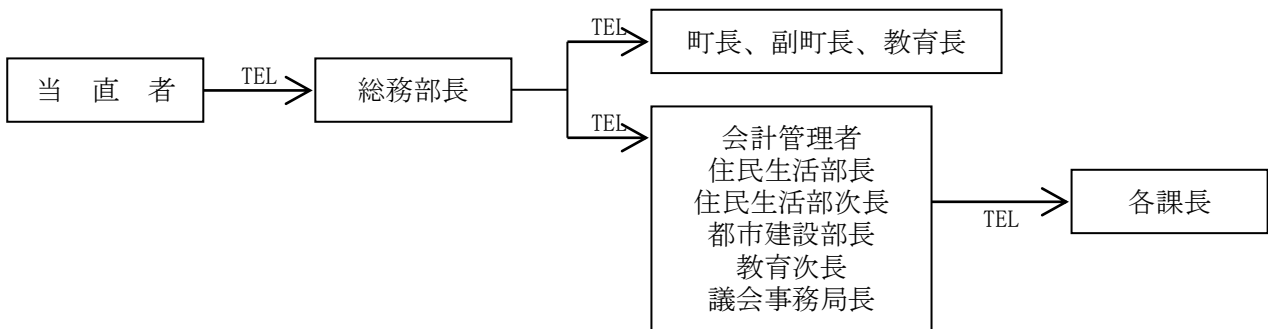 当　直　者
TEL
総務部長
TEL
町長、副町長、教育長
TEL
会計管理者
住民生活部長
住民生活部次長
都市建設部長
教育次長
議会事務局長
TEL
各課長